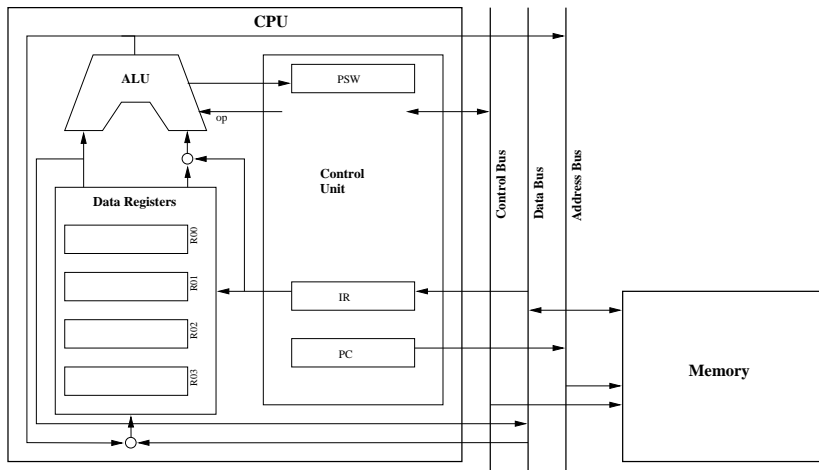 CPU
ALU
PSW
op
Control
Unit
Control Bus
Data Bus
Address Bus
Data Registers
R00
R01
R02
R03
IR
PC
Memory